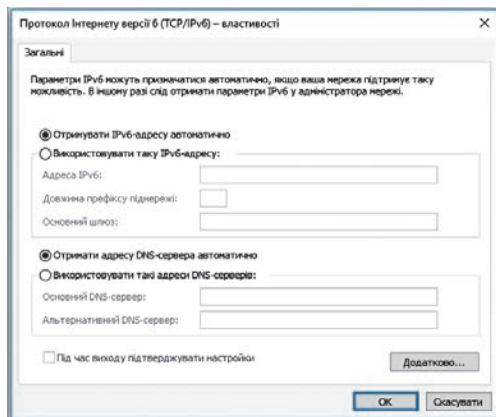 Протокол Інтернету версії 6 (TCP/IPv6) – властивості
Загальні
Параметри IPv6 можуть призначатися автоматично, якщо ваша мережа підтримує таку
можливість. В іншому разі слід отримати параметри IPv6 у адміністратора мережі.
Отримувати IPv6-адресу автоматично
Використовувати таку IPv6-адресу:
Адреса IPv6:
Довжина префіксу підмережі:
Основний шлюз:
Отримати адресу DNS-сервера автоматично
Використовувати такі адреси DNS-серверів:
Основний DNS-сервер:
Альтернативний DNS-сервер:
Під час виходу підтверджувати настройки
Додатково...
OK
Скасувати